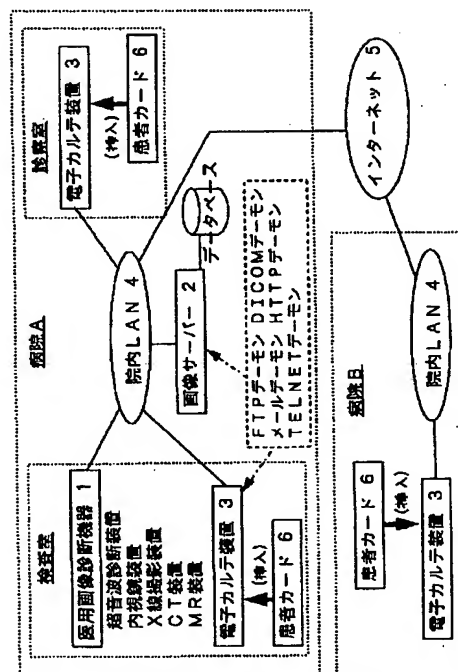 病院A
検査室
医用画像診断機器 1
超音波診断装置
内視鏡装置
X線撮影装置
CT装置
MR装置
電子カルテ装置 3
(挿入)
患者カード 6
院内LAN 4
画像サーバー 2
データベース
FTPデーモン DICOMデーモン
メールデーモン HTTPデーモン
TELNETデーモン
診察室
電子カルテ装置 3
(挿入)
患者カード 6
病院B
患者カード 6
(挿入)
電子カルテ装置 3
院内LAN 4
インターネット 5